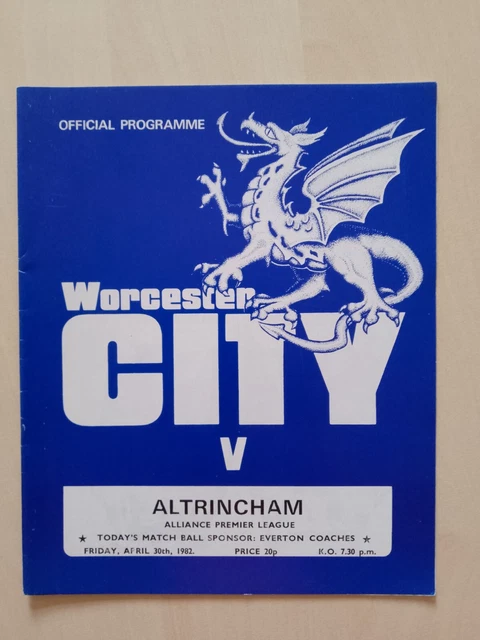 OFFICIAL PROGRAMME
Worcester
CITY
V
ALTRINCHAM
ALLIANCE PREMIER LEAGUE
★ TODAY'S MATCH BALL SPONSOR: EVERTON COACHES ★
FRIDAY, APRIL 30th, 1982. PRICE 20p K.O. 7.30 p.m.